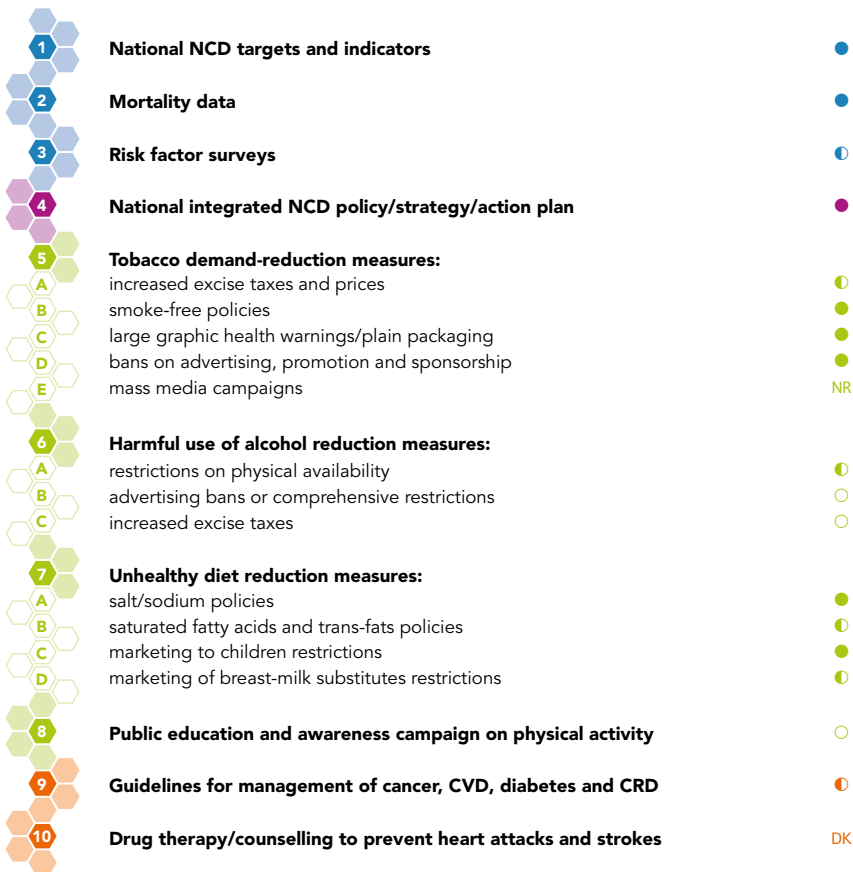 1 National NCD targets and indicators
2 Mortality data
3 Risk factor surveys
4 National integrated NCD policy/strategy/action plan
5 Tobacco demand-reduction measures:
A increased excise taxes and prices
B smoke-free policies
C large graphic health warnings/plain packaging
D bans on advertising, promotion and sponsorship
E mass media campaigns NR
6 Harmful use of alcohol reduction measures:
A restrictions on physical availability
B advertising bans or comprehensive restrictions
C increased excise taxes
7 Unhealthy diet reduction measures:
A salt/sodium policies
B saturated fatty acids and trans-fats policies
C marketing to children restrictions
D marketing of breast-milk substitutes restrictions
8 Public education and awareness campaign on physical activity
9 Guidelines for management of cancer, CVD, diabetes and CRD
10 Drug therapy/counselling to prevent heart attacks and strokes DK